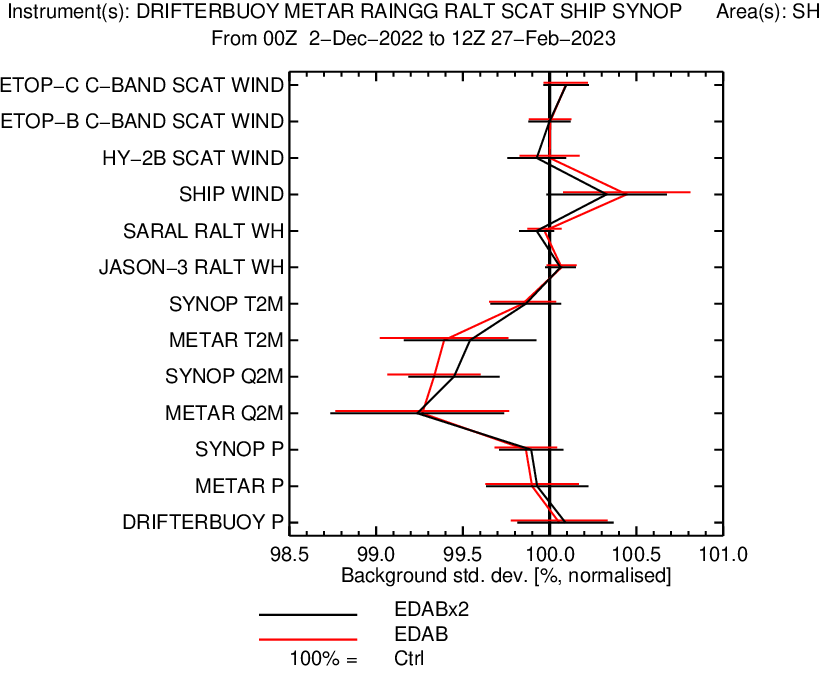 Instrument(s): DRIFTERBUOY METAR RAINGG RALT SCAT SHIP SYNOP Area(s): SH
From 00Z 2−Dec−2022 to 12Z 27−Feb−2023
ETOP−C C−BAND SCAT WIND
ETOP−B C−BAND SCAT WIND
HY−2B SCAT WIND
SHIP WIND
SARAL RALT WH
JASON−3 RALT WH
SYNOP T2M
METAR T2M
SYNOP Q2M
METAR Q2M
SYNOP P
METAR P
DRIFTERBUOY P
98.5 99.0 99.5 100.0 100.5 101.0
Background std. dev. [%, normalised]
EDABx2
EDAB
100% = Ctrl